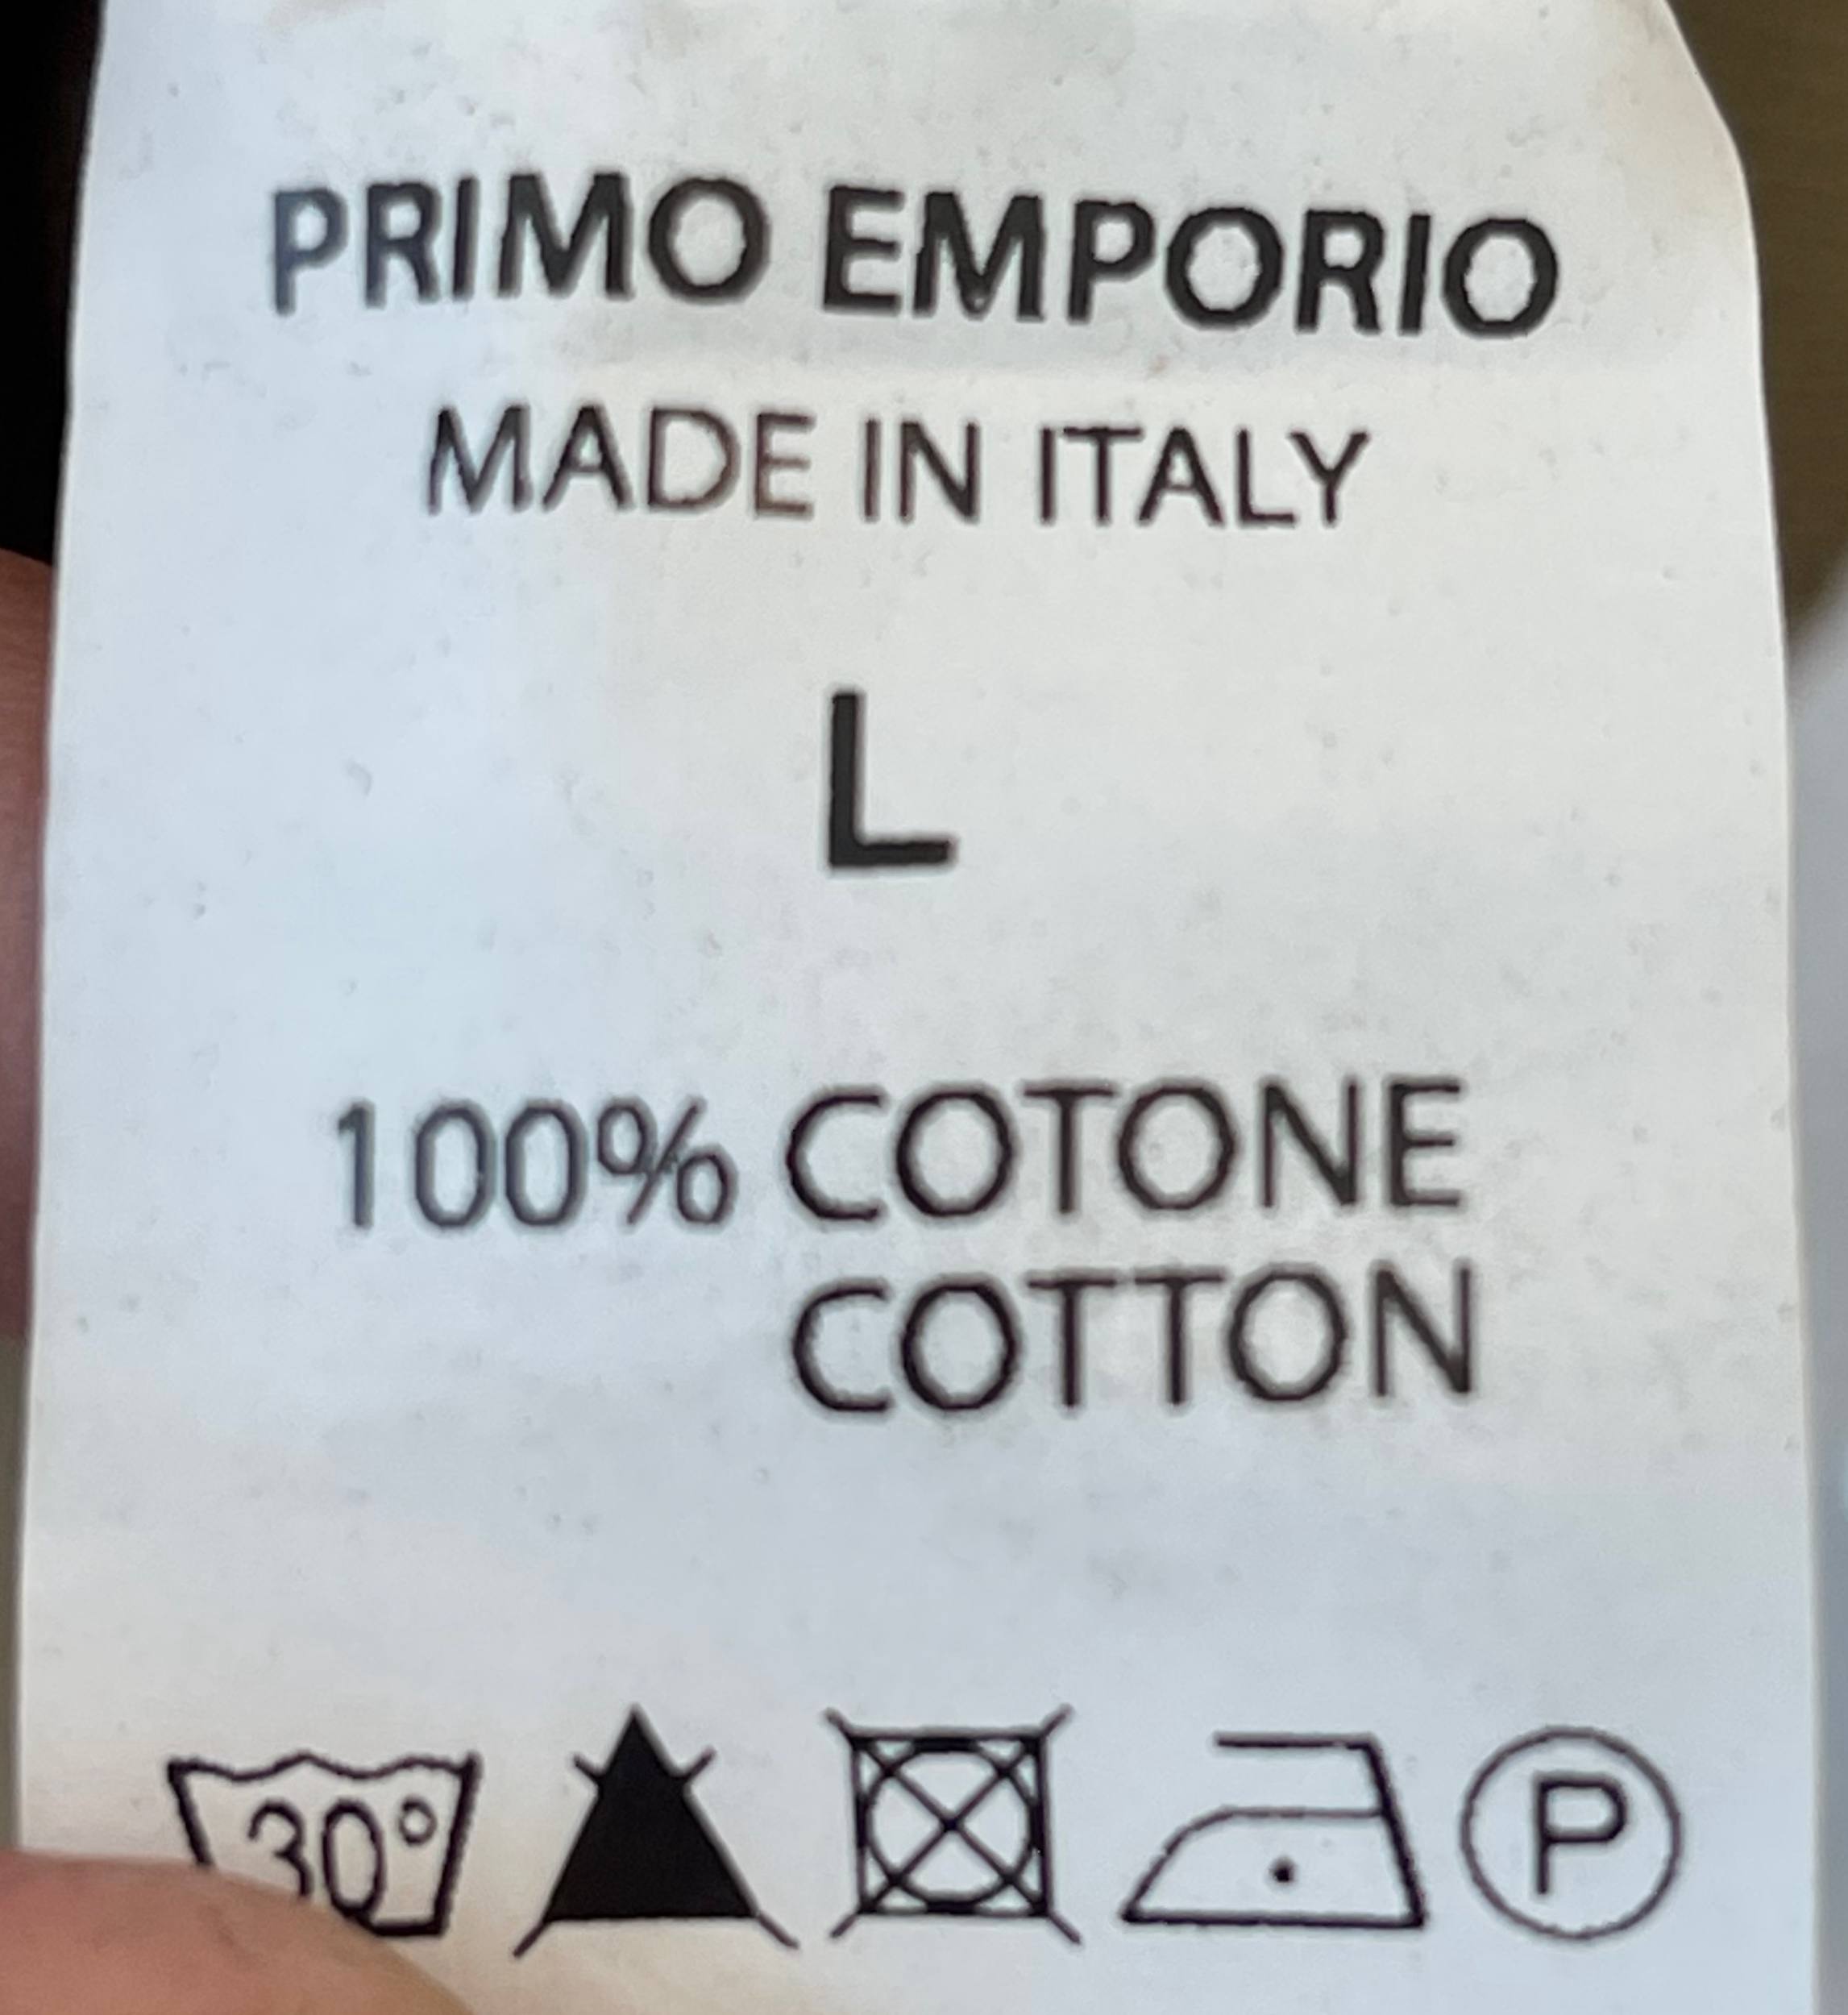 PRIMO EMPORIO
MADE IN ITALY
L
100% COTONE
COTTON
30° P